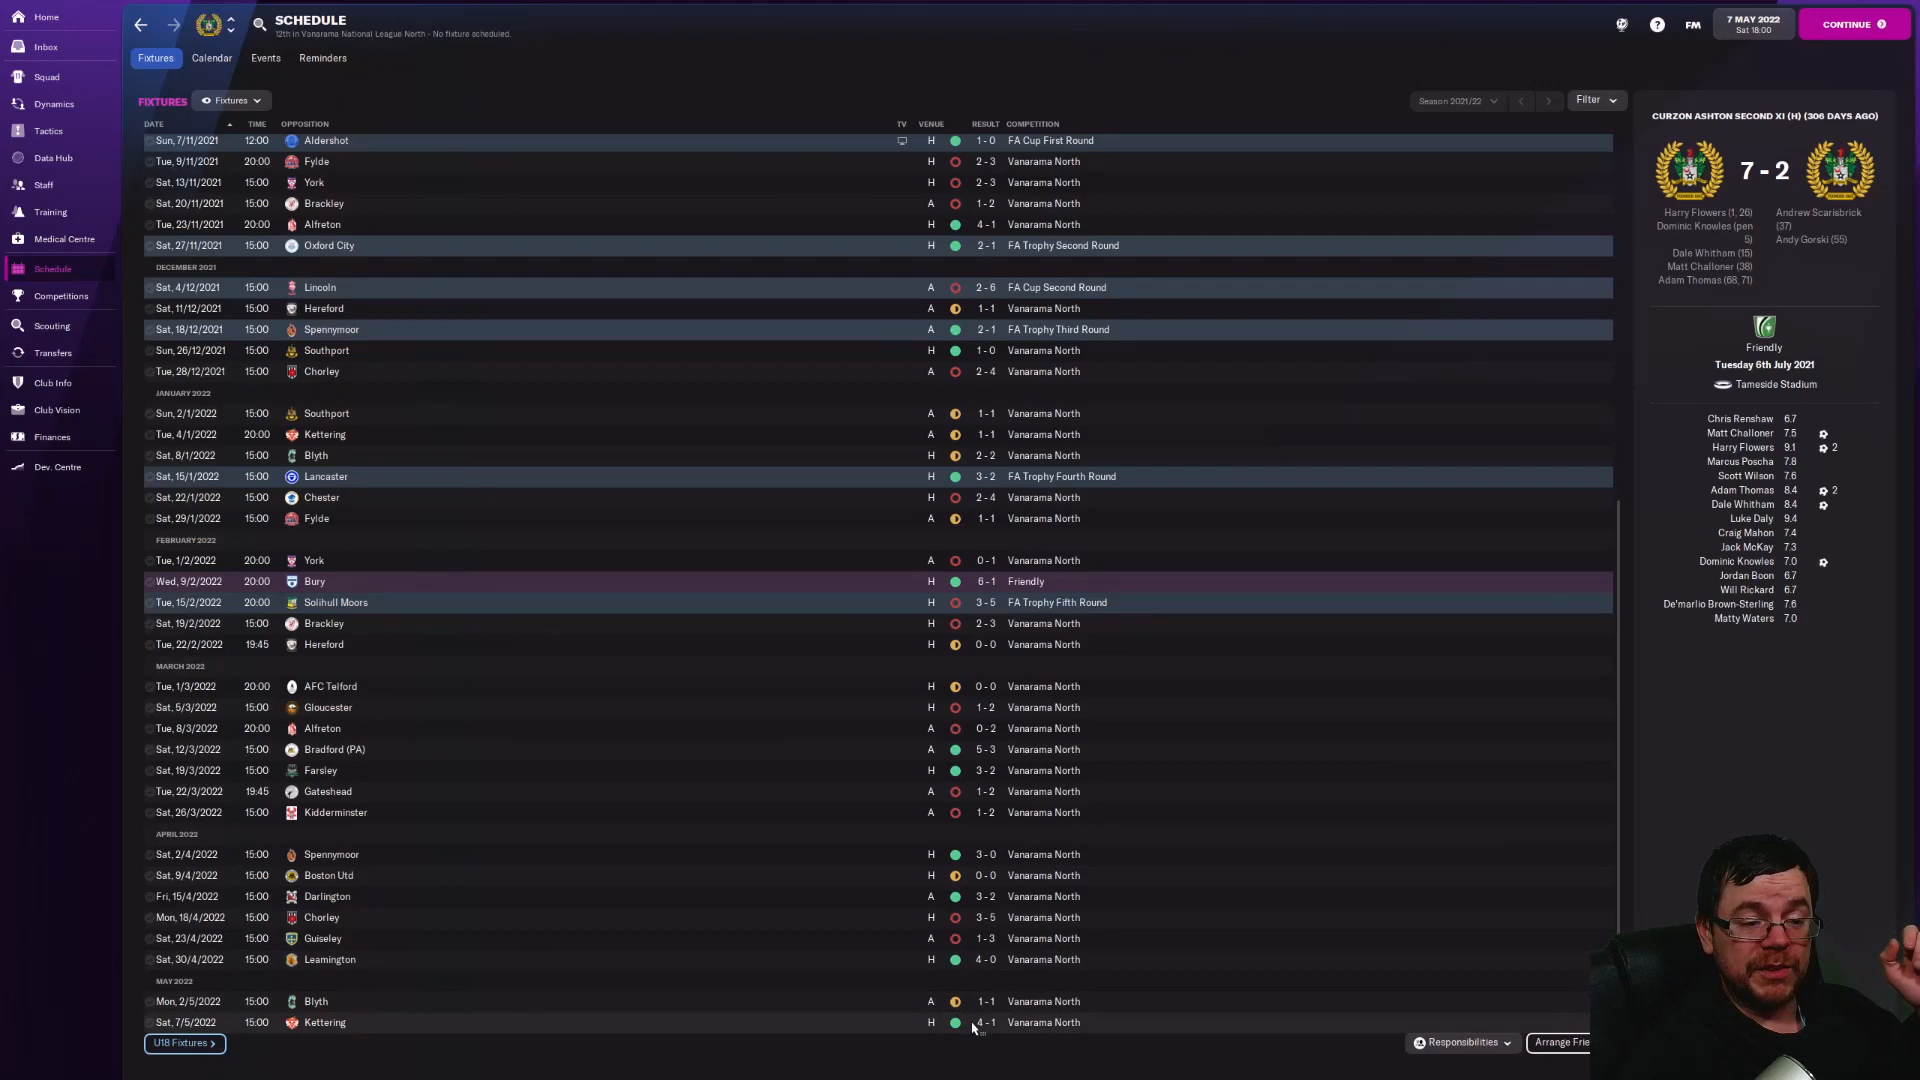 Home
Inbox
Squad
Dynamics
Tactics
Data Hub
Staff
Training
Medical Centre
Schedule
Competitions
Scouting
Transfers
Club Info
Club Vision
Finances
Dev. Centre
SCHEDULE
12th in Vanarama National League North - No fixture scheduled.
FM
7 MAY 2022
Sat 18:00
CONTINUE
Fixtures Calendar Events Reminders
FIXTURES Fixtures
Season 2021/22
Filter
DATE TIME OPPOSITION TV VENUE RESULT COMPETITION
Sun, 7/11/2021 12:00 Aldershot H 1 - 0 FA Cup First Round
Tue, 9/11/2021 20:00 Fylde H 2 - 3 Vanarama North
Sat, 13/11/2021 15:00 York H 2 - 3 Vanarama North
Sat, 20/11/2021 15:00 Brackley A 1 - 2 Vanarama North
Tue, 23/11/2021 20:00 Alfreton H 4 - 1 Vanarama North
Sat, 27/11/2021 15:00 Oxford City H 2 - 1 FA Trophy Second Round
DECEMBER 2021
Sat, 4/12/2021 15:00 Lincoln A 2 - 6 FA Cup Second Round
Sat, 11/12/2021 15:00 Hereford A 1 - 1 Vanarama North
Sat, 18/12/2021 15:00 Spennymoor A 2 - 1 FA Trophy Third Round
Sun, 26/12/2021 15:00 Southport H 1 - 0 Vanarama North
Tue, 28/12/2021 15:00 Chorley A 2 - 4 Vanarama North
JANUARY 2022
Sun, 2/1/2022 15:00 Southport A 1 - 1 Vanarama North
Tue, 4/1/2022 20:00 Kettering A 1 - 1 Vanarama North
Sat, 8/1/2022 15:00 Blyth H 2 - 2 Vanarama North
Sat, 15/1/2022 15:00 Lancaster H 3 - 2 FA Trophy Fourth Round
Sat, 22/1/2022 15:00 Chester H 2 - 4 Vanarama North
Sat, 29/1/2022 15:00 Fylde A 1 - 1 Vanarama North
FEBRUARY 2022
Tue, 1/2/2022 20:00 York A 0 - 1 Vanarama North
Wed, 9/2/2022 20:00 Bury H 6 - 1 Friendly
Tue, 15/2/2022 20:00 Solihull Moors H 3 - 5 FA Trophy Fifth Round
Sat, 19/2/2022 15:00 Brackley H 2 - 3 Vanarama North
Tue, 22/2/2022 19:45 Hereford H 0 - 0 Vanarama North
MARCH 2022
Tue, 1/3/2022 20:00 AFC Telford H 0 - 0 Vanarama North
Sat, 5/3/2022 15:00 Gloucester H 1 - 2 Vanarama North
Tue, 8/3/2022 20:00 Alfreton A 0 - 2 Vanarama North
Sat, 12/3/2022 15:00 Bradford (PA) A 5 - 3 Vanarama North
Sat, 19/3/2022 15:00 Farsley H 3 - 2 Vanarama North
Tue, 22/3/2022 19:45 Gateshead A 1 - 2 Vanarama North
Sat, 26/3/2022 15:00 Kidderminster A 1 - 2 Vanarama North
APRIL 2022
Sat, 2/4/2022 15:00 Spennymoor H 3 - 0 Vanarama North
Sat, 9/4/2022 15:00 Boston Utd H 0 - 0 Vanarama North
Fri, 15/4/2022 15:00 Darlington A 3 - 2 Vanarama North
Mon, 18/4/2022 15:00 Chorley H 3 - 5 Vanarama North
Sat, 23/4/2022 15:00 Guiseley A 1 - 3 Vanarama North
Sat, 30/4/2022 15:00 Leamington H 4 - 0 Vanarama North
MAY 2022
Mon, 2/5/2022 15:00 Blyth A 1 - 1 Vanarama North
Sat, 7/5/2022 15:00 Kettering H 4 - 1 Vanarama North
U18 Fixtures
Responsibilities
Arrange Frie
CURZON ASHTON SECOND XI (H) (306 DAYS AGO)
7 - 2
Harry Flowers (1, 26)
Dominic Knowles (pen
5)
Dale Whitham (15)
Matt Challoner (38)
Adam Thomas (68, 71)
Andrew Scarisbrick
(37)
Andy Gorski (55)
Friendly
Tuesday 6th July 2021
Tameside Stadium
Chris Renshaw 6.7
Matt Challoner 7.5
Harry Flowers 9.1 2
Marcus Poscha 7.8
Scott Wilson 7.6
Adam Thomas 8.4 2
Dale Whitham 8.4
Luke Daly 9.4
Craig Mahon 7.4
Jack McKay 7.3
Dominic Knowles 7.0
Jordan Boon 6.7
Will Rickard 6.7
De'marlio Brown-Sterling 7.6
Matty Waters 7.0